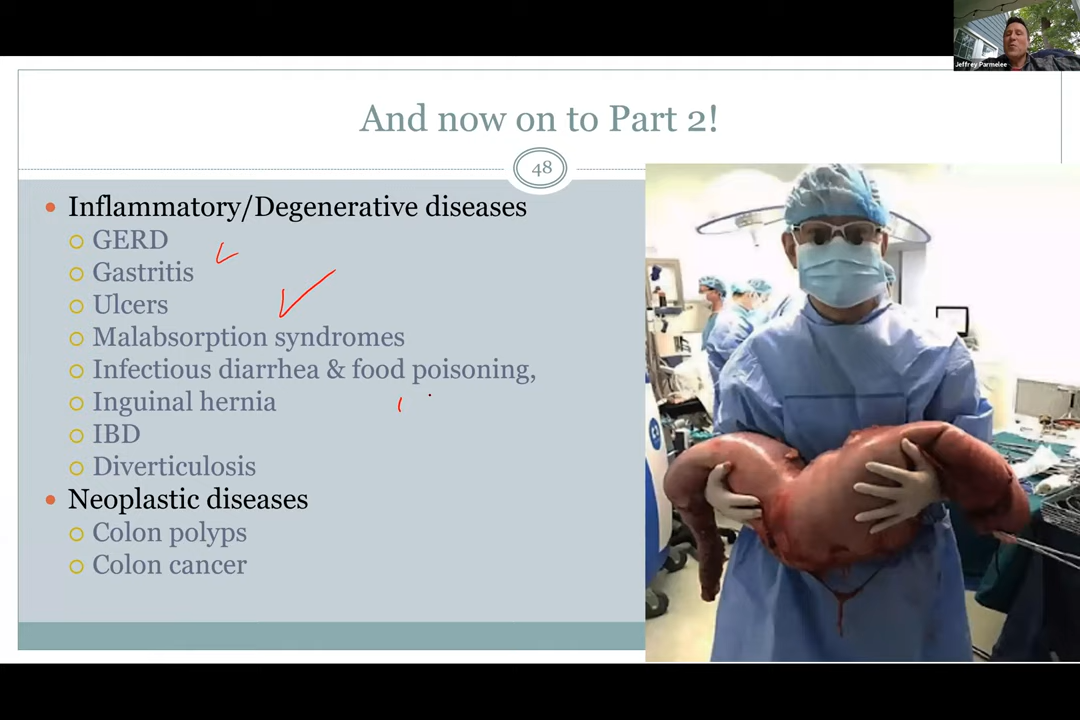 Jeffrey Parmelee
And now on to Part 2!
48
Inflammatory/Degenerative diseases
GERD
Gastritis
Ulcers
Malabsorption syndromes
Infectious diarrhea & food poisoning,
Inguinal hernia
IBD
Diverticulosis
Neoplastic diseases
Colon polyps
Colon cancer